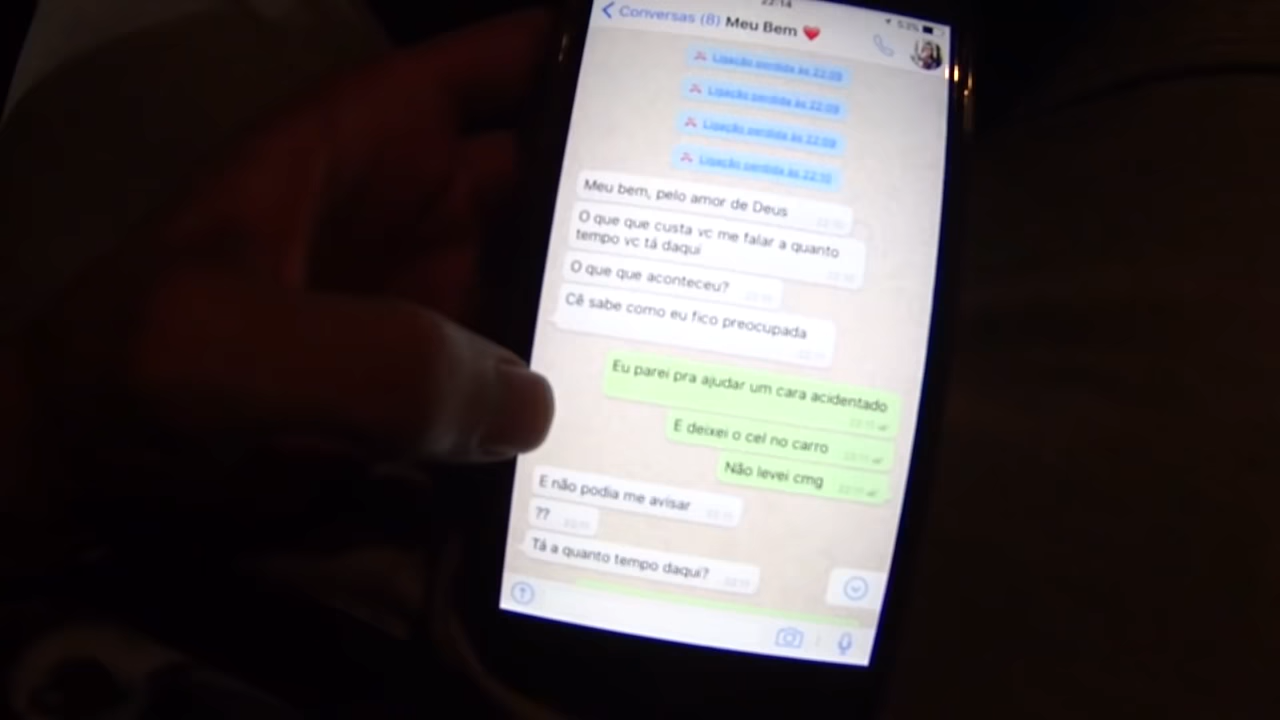 22:14
Conversas (8) Meu Bem ❤️
53%
Ligação perdida às 22:09
Ligação perdida às 22:09
Ligação perdida às 22:09
Ligação perdida às 22:10
Meu bem, pelo amor de Deus
O que que custa vc me falar a quanto
tempo vc tá daqui
O que que aconteceu?
Cê sabe como eu fico preocupada
Eu parei pra ajudar um cara acidentado
E deixei o cel no carro
Não levei cmg
E não podia me avisar
??
Tá a quanto tempo daqui?